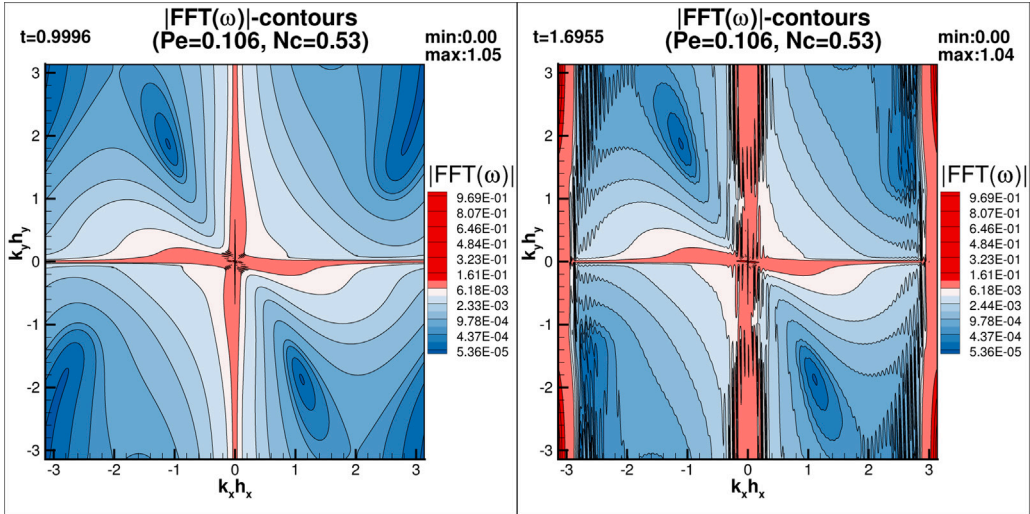 |FFT(ω)|-contours
(Pe=0.106, Nc=0.53)
t=0.9996
min:0.00
max:1.05
3
2
1
0
-1
-2
-3
k_yh_y
-3
-2
-1
0
1
2
3
k_xh_x
|FFT(ω)|
9.69E-01
8.07E-01
6.46E-01
4.84E-01
3.23E-01
1.61E-01
6.18E-03
2.33E-03
9.78E-04
4.37E-04
5.36E-05
|FFT(ω)|-contours
(Pe=0.106, Nc=0.53)
t=1.6955
min:0.00
max:1.04
3
2
1
0
-1
-2
-3
k_yh_y
-3
-2
-1
0
1
2
3
k_xh_x
|FFT(ω)|
9.69E-01
8.07E-01
6.46E-01
4.84E-01
3.23E-01
1.61E-01
6.18E-03
2.44E-03
9.78E-04
4.37E-04
5.36E-05